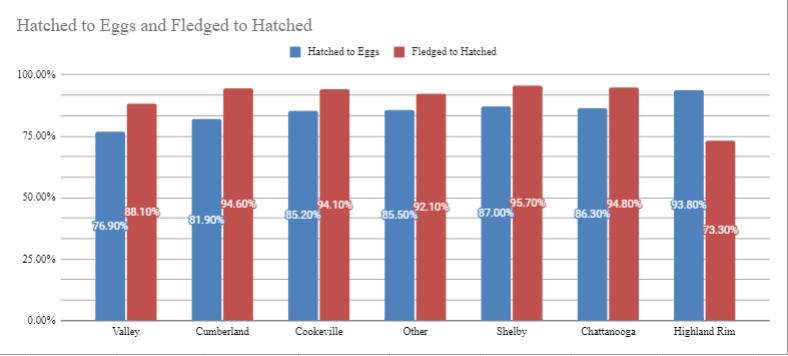 Hatched to Eggs and Fledged to Hatched
Hatched to Eggs Fledged to Hatched
100.00%
75.00%
50.00%
25.00%
0.00%
76.90% 88.10% 81.90% 94.60% 85.20% 94.10% 85.50% 92.10% 87.00% 95.70% 86.30% 94.80% 93.80% 73.30%
Valley Cumberland Cookeville Other Shelby Chattanooga Highland Rim